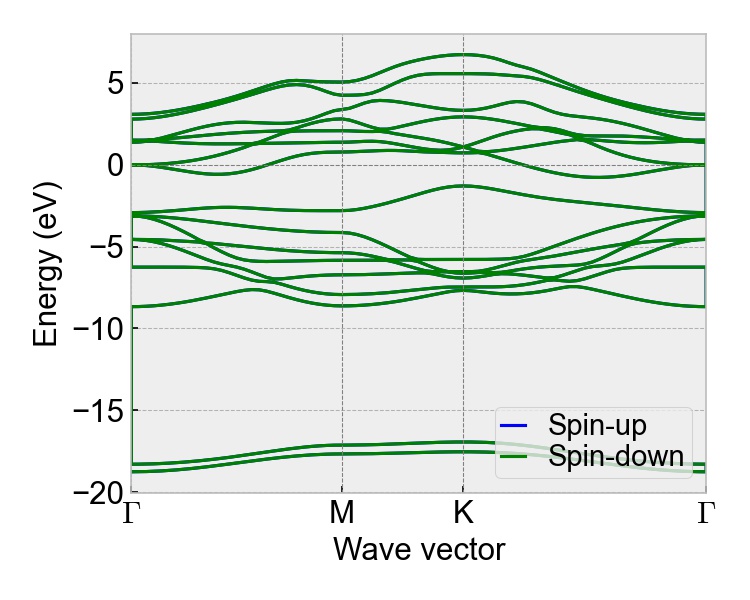 Energy (eV)
5
0
−5
−10
−15
−20
Spin-up
Spin-down
Γ M K Γ
Wave vector